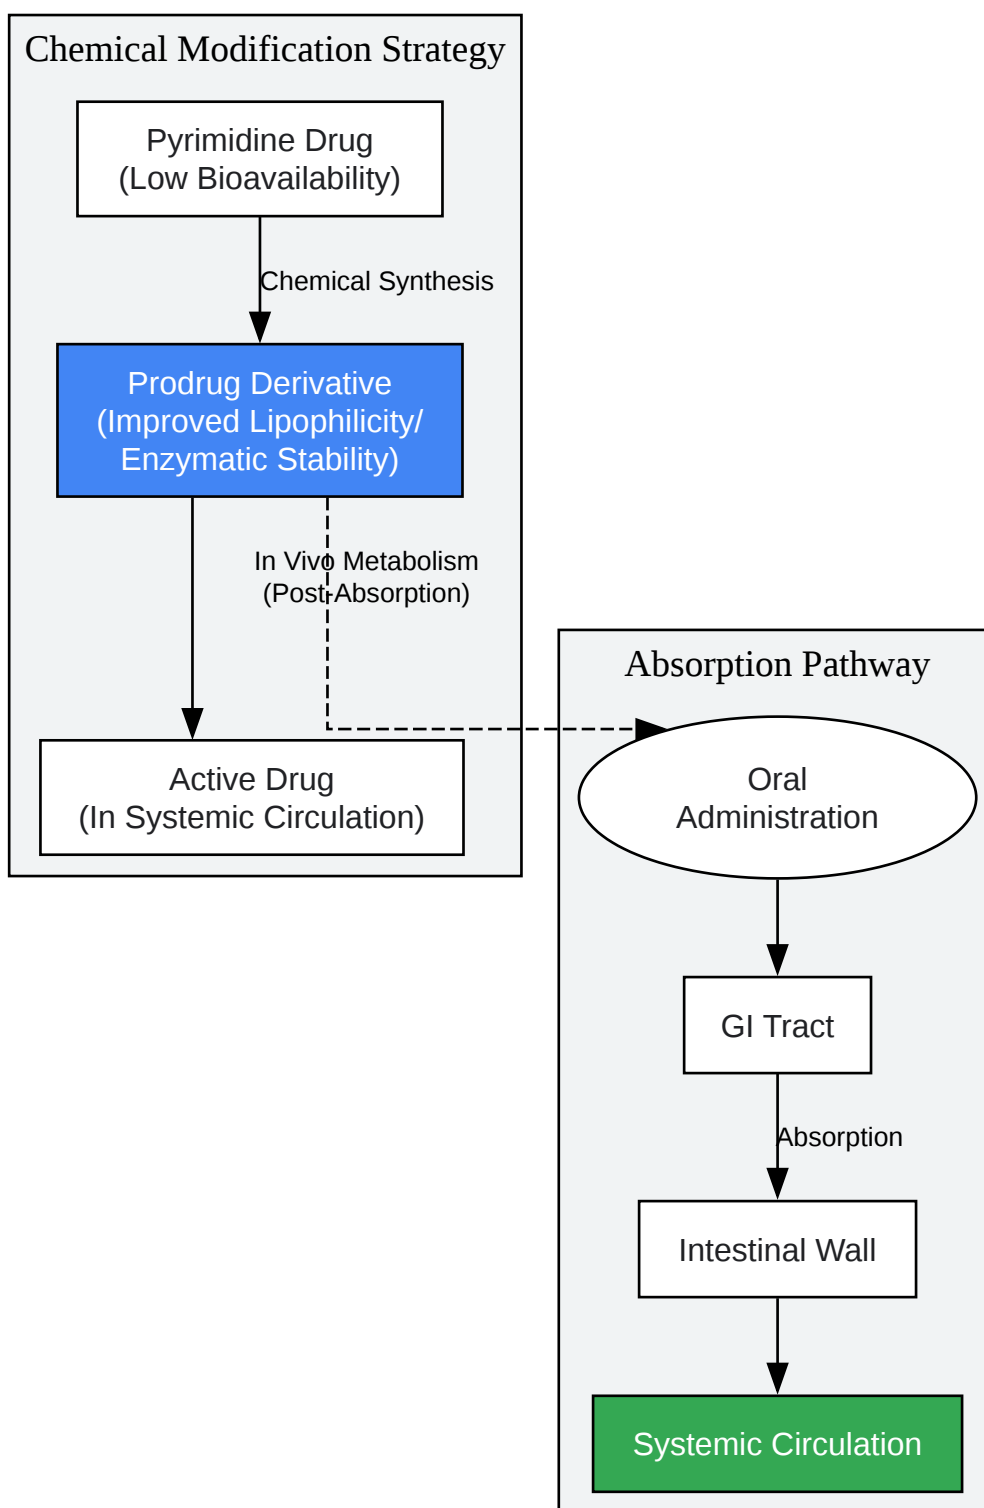 Chemical Modification Strategy
Pyrimidine Drug
(Low Bioavailability)
Chemical Synthesis
Prodrug Derivative
(Improved Lipophilicity/
Enzymatic Stability)
In Vivo Metabolism
(Post-Absorption)
Active Drug
(In Systemic Circulation)
Absorption Pathway
Oral
Administration
GI Tract
Absorption
Intestinal Wall
Systemic Circulation